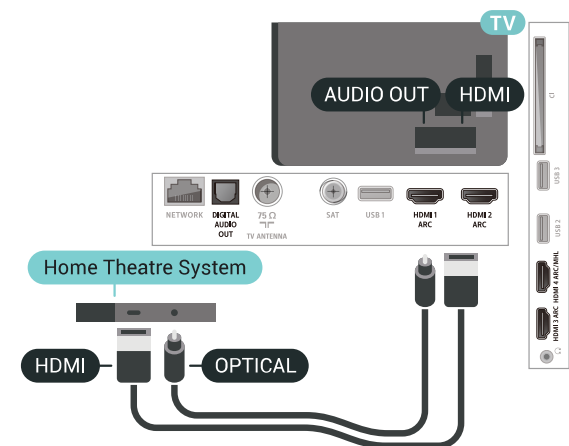 TV
AUDIO OUT
HDMI
CI
USB 3
USB 2
HDMI 4 ARC/MHL
HDMI 3 ARC
NETWORK
DIGITAL
AUDIO
OUT
75 Ω
TV ANTENNA
SAT
USB 1
HDMI 1
ARC
HDMI 2
ARC
Home Theatre System
HDMI
OPTICAL